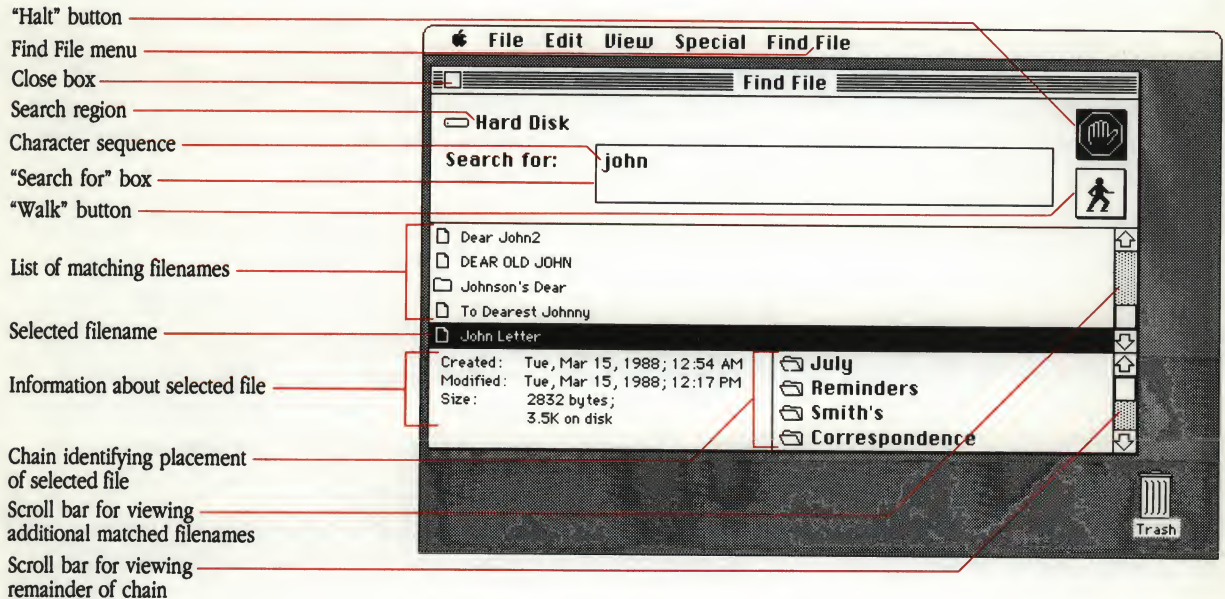 “Halt” button
Find File menu
Close box
Search region
Character sequence
“Search for” box
“Walk” button
List of matching filenames
Selected filename
Information about selected file
Chain identifying placement
of selected file
Scroll bar for viewing
additional matched filenames
Scroll bar for viewing
remainder of chain
File Edit View Special Find File
Find File
Hard Disk
Search for: john
Dear John2
DEAR OLD JOHN
Johnson's Dear
To Dearest Johnny
John Letter
Created: Tue, Mar 15, 1988; 12:54 AM
Modified: Tue, Mar 15, 1988; 12:17 PM
Size: 2832 bytes;
3.5K on disk
July
Reminders
Smith's
Correspondence
Trash